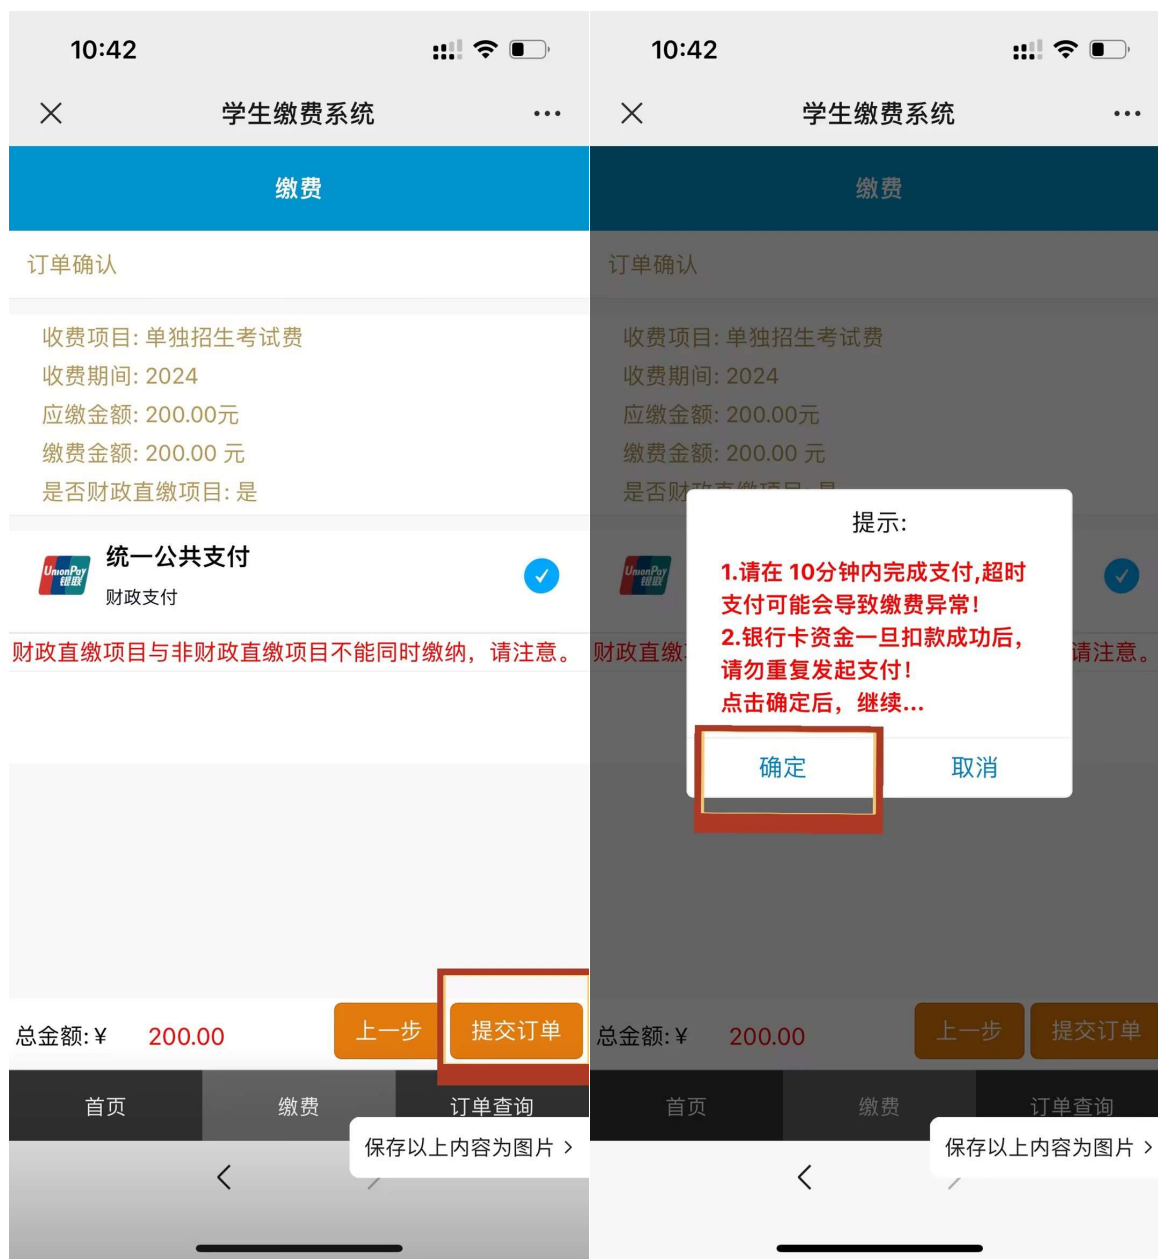 10:42
学生缴费系统
缴费
订单确认
收费项目: 单独招生考试费
收费期间: 2024
应缴金额: 200.00元
缴费金额: 200.00 元
是否财政直缴项目: 是
UnionPay
银联
统一公共支付
财政支付
财政直缴项目与非财政直缴项目不能同时缴纳，请注意。
总金额:¥ 200.00
上一步
提交订单
首页
缴费
订单查询
保存以上内容为图片 >
10:42
学生缴费系统
缴费
订单确认
收费项目: 单独招生考试费
收费期间: 2024
应缴金额: 200.00元
缴费金额: 200.00 元
是否财政直缴项目: 是
UnionPay
银联
财政直缴
请注意。
提示:
1.请在 10分钟内完成支付,超时
支付可能会导致缴费异常!
2.银行卡资金一旦扣款成功后，
请勿重复发起支付!
点击确定后，继续...
确定
取消
总金额:¥ 200.00
上一步
提交订单
首页
缴费
订单查询
保存以上内容为图片 >